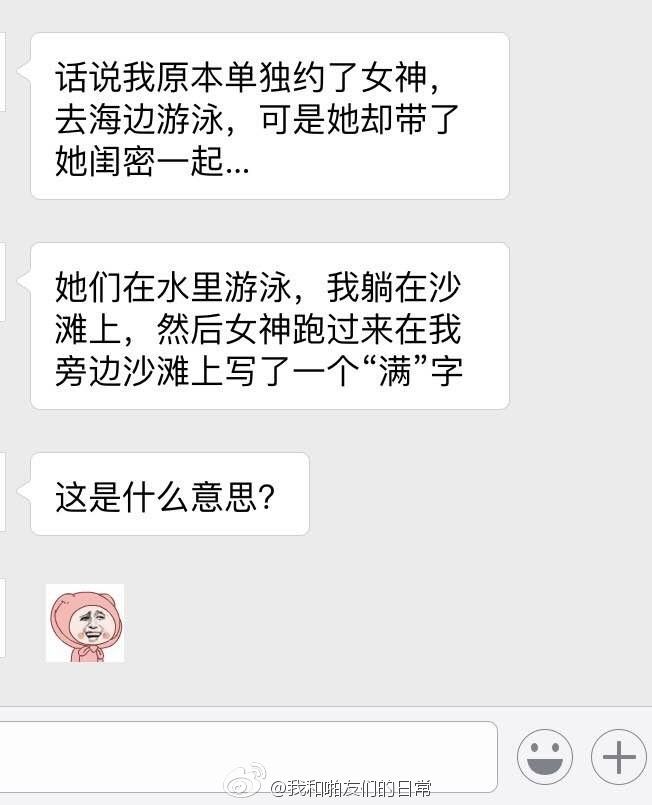 话说我原本单独约了女神，
去海边游泳，可是她却带了
她闺密一起...
她们在水里游泳，我躺在沙
滩上，然后女神跑过来在我
旁边沙滩上写了一个“满”字
这是什么意思？
@我和啪友们的日常